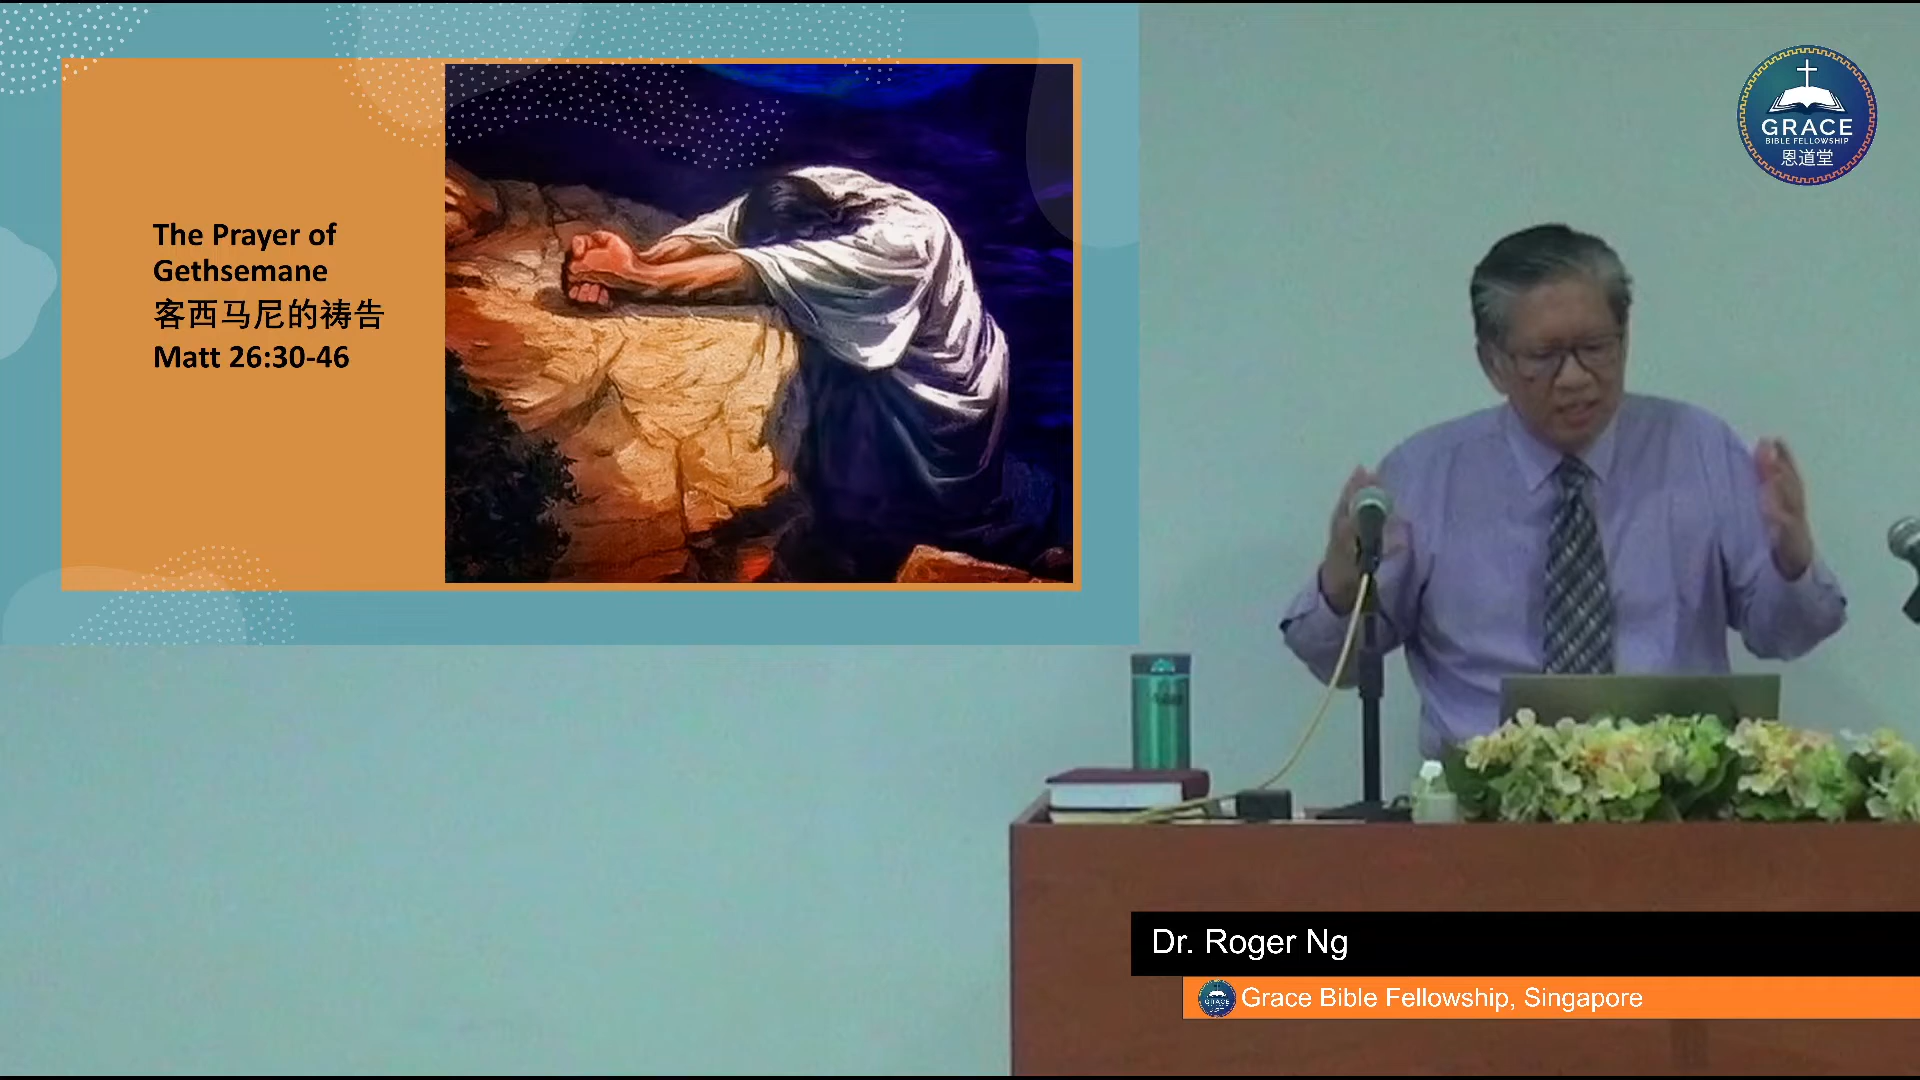 The Prayer of
Gethsemane
客西马尼的祷告
Matt 26:30-46
GRACE
BIBLE FELLOWSHIP
恩道堂
Dr. Roger Ng
GRACE
Grace Bible Fellowship, Singapore